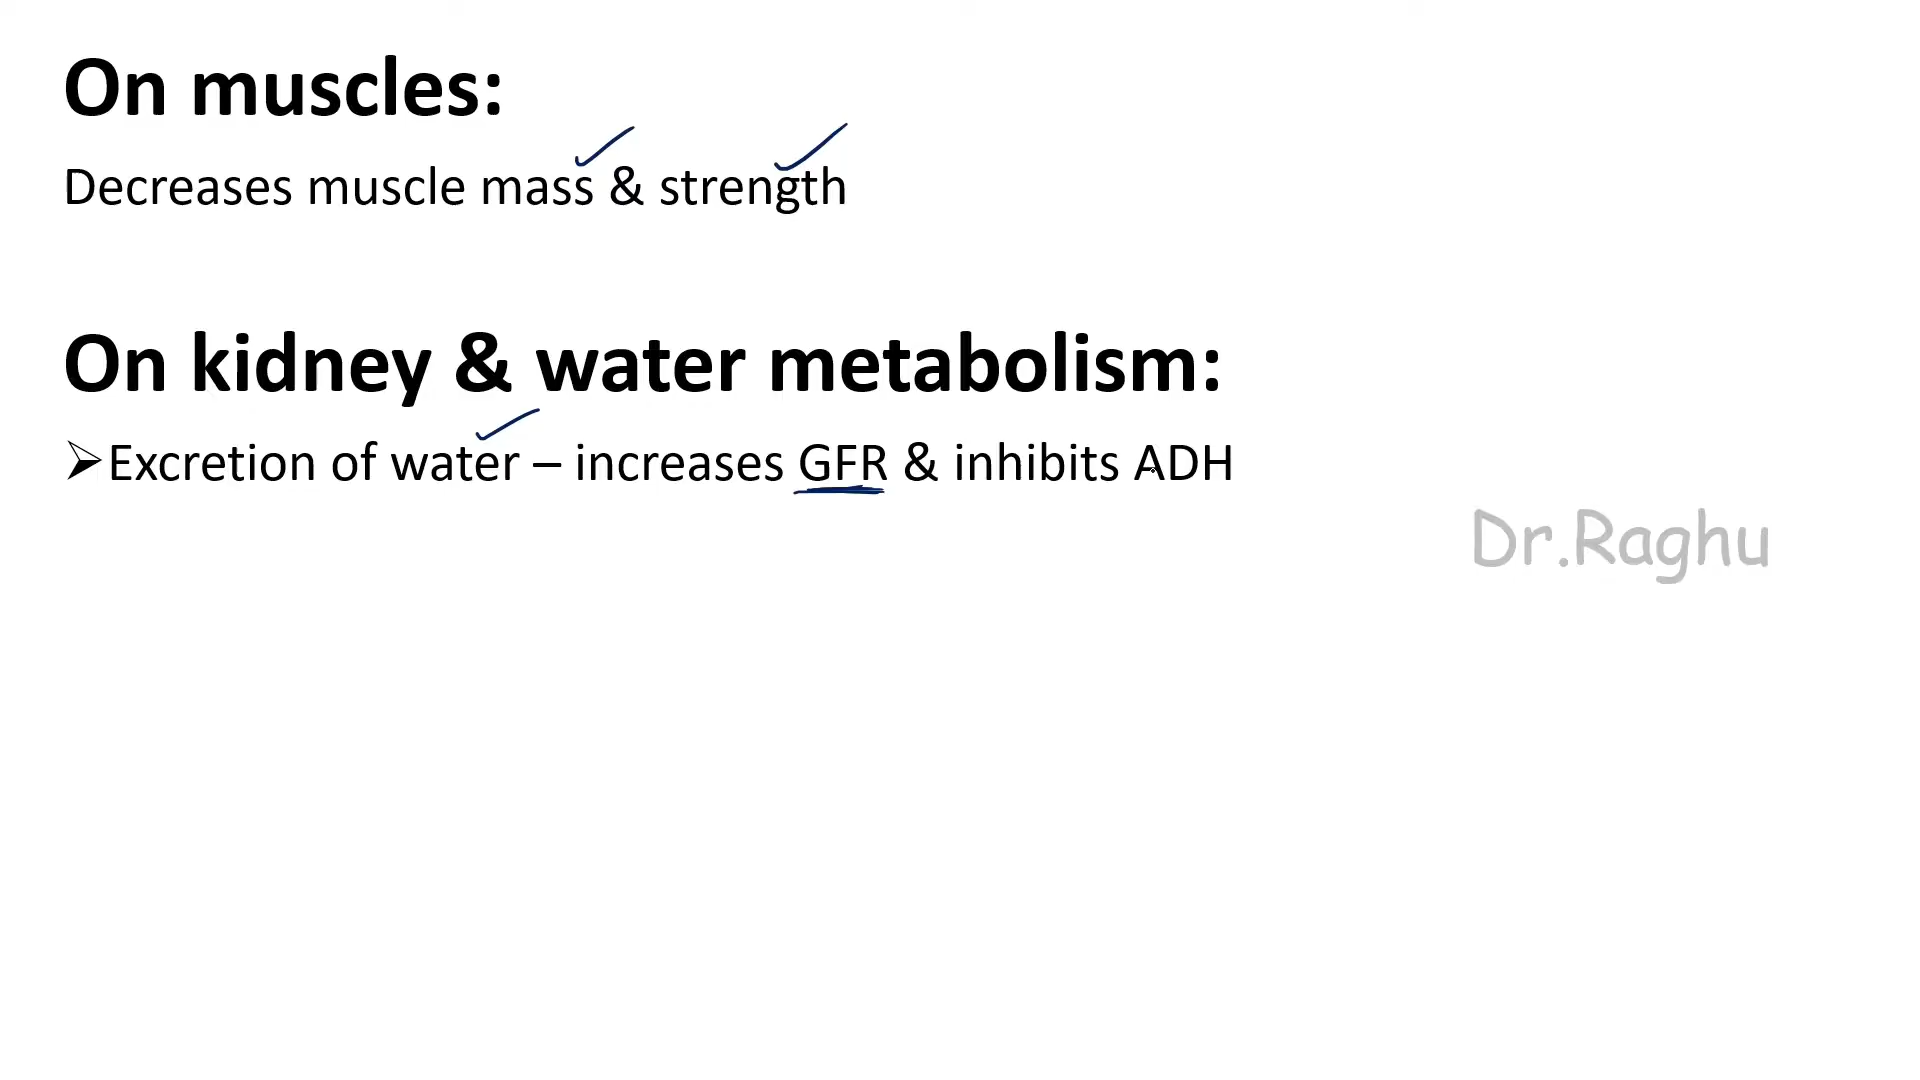 On muscles:
Decreases muscle mass & strength
On kidney & water metabolism:
➢Excretion of water – increases GFR & inhibits ADH
Dr.Raghu